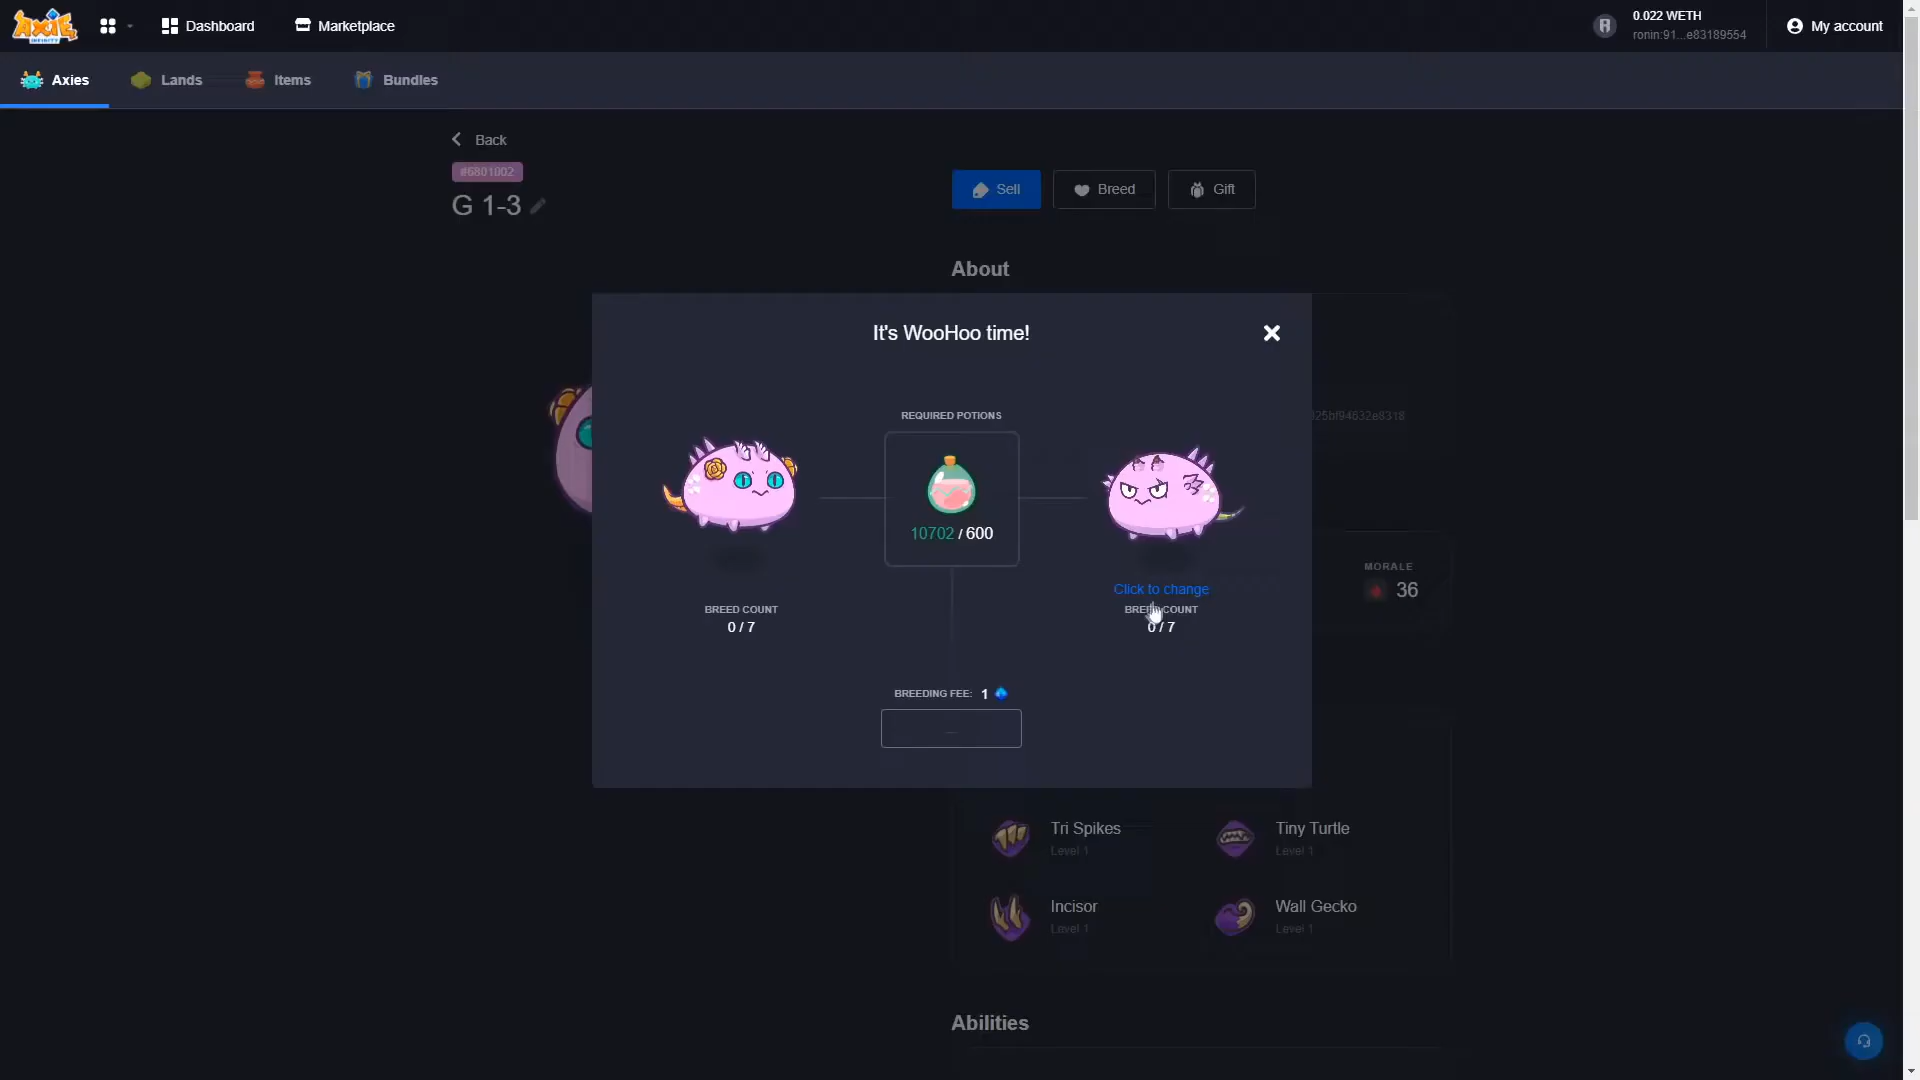 AXIE
INFINITY
Dashboard
Marketplace
0.022 WETH
ronin:91...e83189554
My account
Axies
Lands
Items
Bundles
Back
#6801002
G 1-3
Sell
Breed
Gift
About
It's WooHoo time!
REQUIRED POTIONS
10702 / 600
Click to change
BREED COUNT
0 / 7
BREED COUNT
0 / 7
MORALE
36
BREEDING FEE: 1
Tri Spikes
Level 1
Tiny Turtle
Level 1
Incisor
Level 1
Wall Gecko
Level 1
Abilities